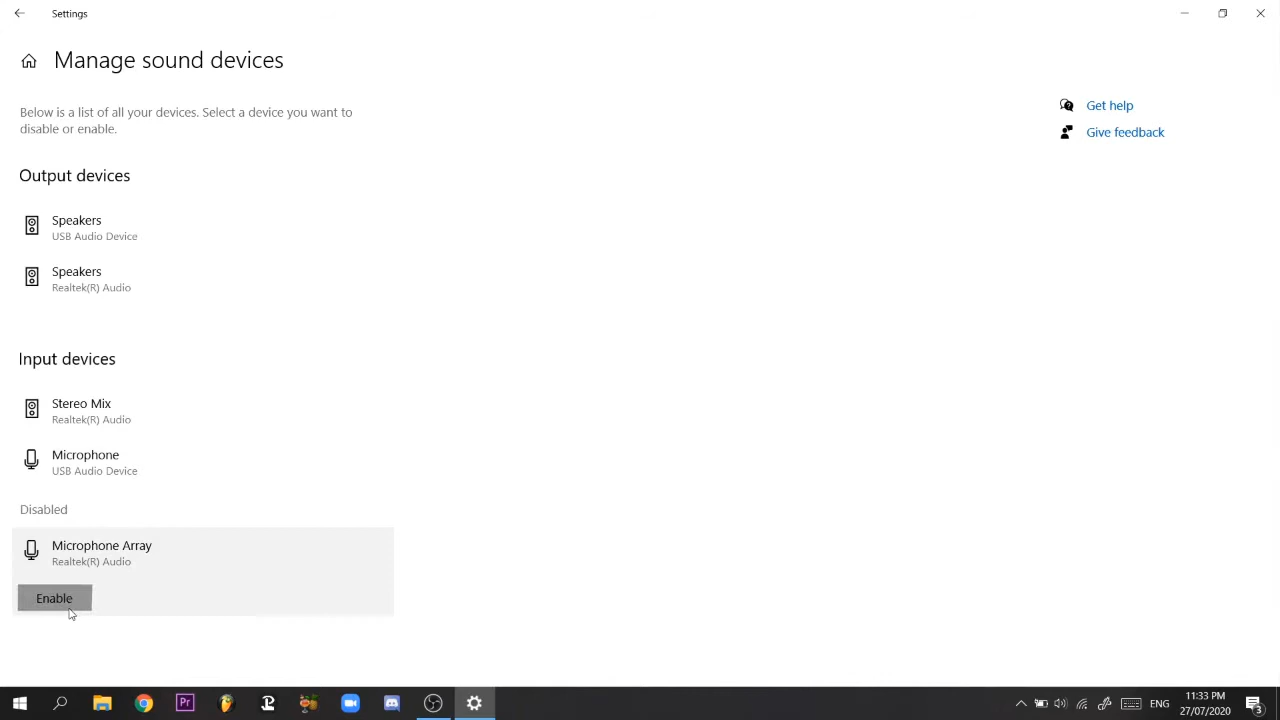 Settings
Manage sound devices
Below is a list of all your devices. Select a device you want to
disable or enable.
Get help
Give feedback
Output devices
Speakers
USB Audio Device
Speakers
Realtek(R) Audio
Input devices
Stereo Mix
Realtek(R) Audio
Microphone
USB Audio Device
Disabled
Microphone Array
Realtek(R) Audio
Enable
Pr
ENG
11:33 PM
27/07/2020
3